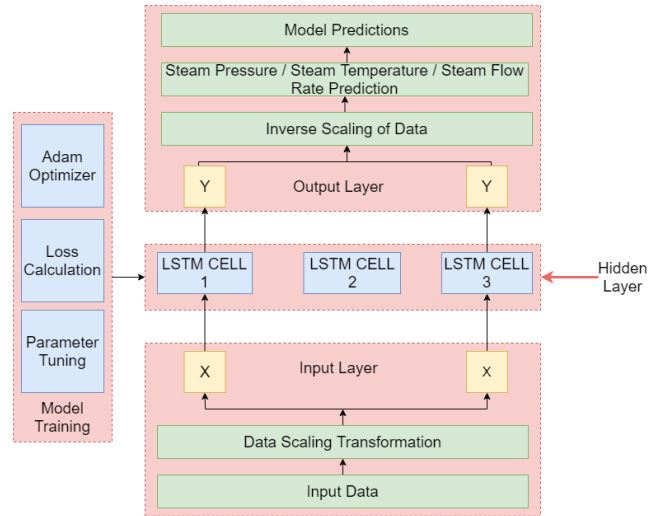 Model Predictions
Steam Pressure / Steam Temperature / Steam Flow
Rate Prediction
Inverse Scaling of Data
Y
Output Layer
Y
Adam
Optimizer
Loss
Calculation
Parameter
Tuning
Model
Training
LSTM CELL
1
LSTM CELL
2
LSTM CELL
3
Hidden
Layer
X
Input Layer
X
Data Scaling Transformation
Input Data